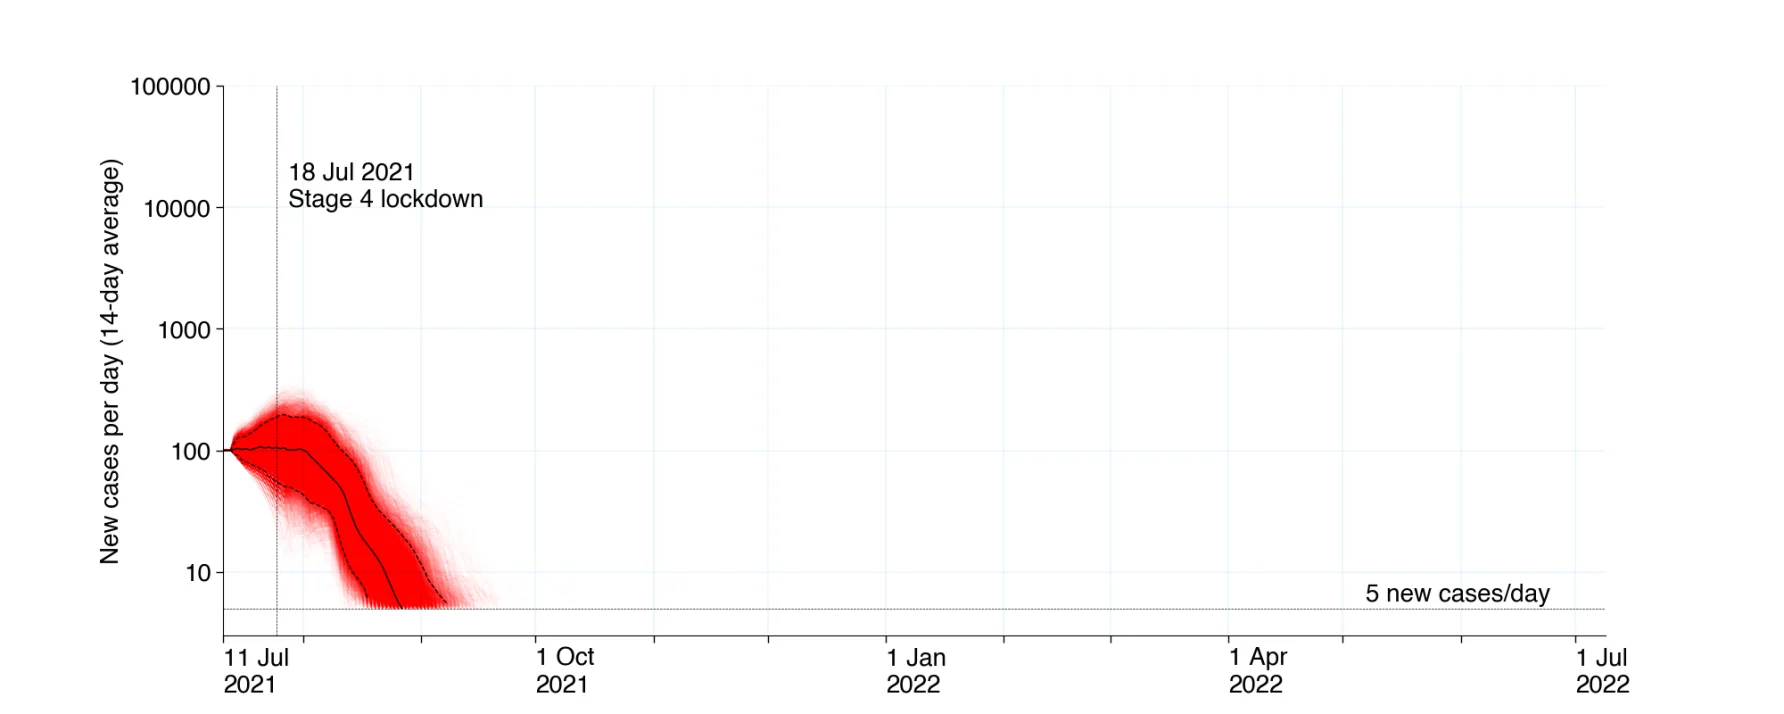 100000
10000
1000
100
10
New cases per day (14-day average)
18 Jul 2021
Stage 4 lockdown
5 new cases/day
11 Jul
2021
1 Oct
2021
1 Jan
2022
1 Apr
2022
1 Jul
2022